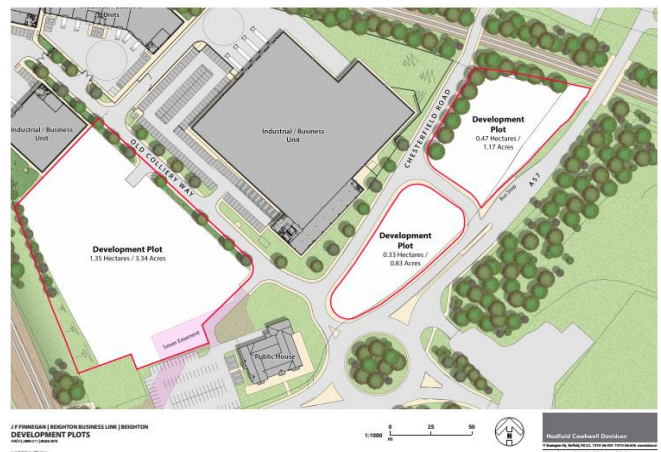 Units
Industrial / Business
Unit
Industrial / Business
Unit
OLD COLLIERY WAY
CHESTERFIELD ROAD
Development
Plot
0.47 Hectares /
1.17 Acres
Bus Stop
A57
Development
Plot
0.33 Hectares /
0.83 Acres
Development Plot
1.35 Hectares / 3.34 Acres
Sewer Easement
Public House
J F FINNEGAN | BEIGHTON BUSINESS LINK | BEIGHTON
DEVELOPMENT PLOTS
1:1000
0 25 50
m
N
Hadfield Cawkwell Davidson